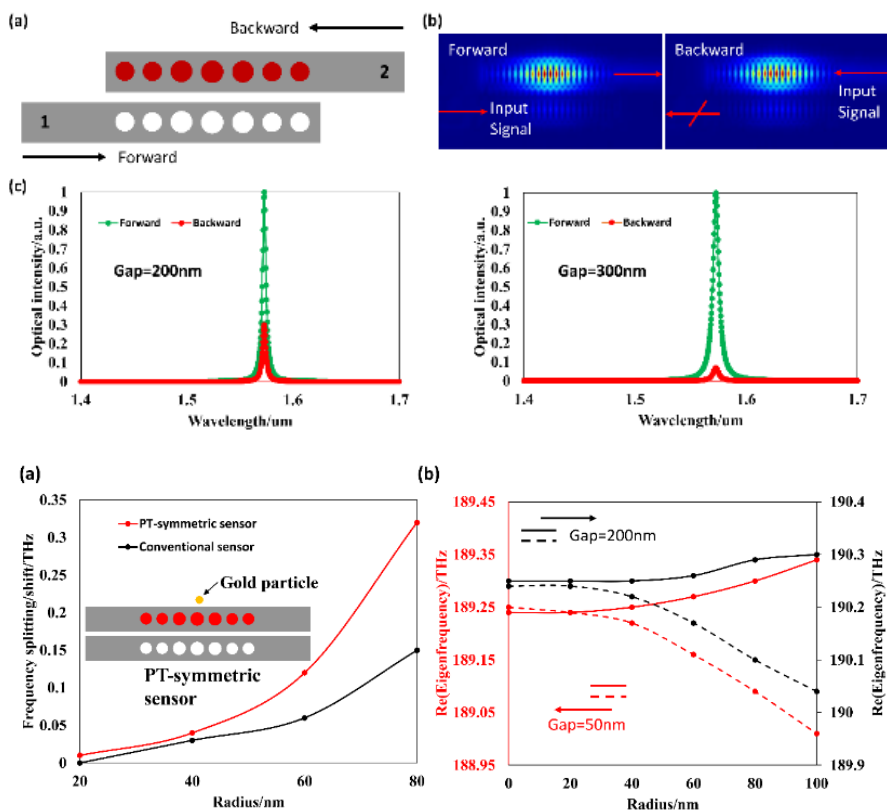 (a)
Backward
2
1
Forward
(b)
Forward
Input
Signal
Backward
Input
Signal
(c)
Optical intensity/a.u.
1
0.9
0.8
0.7
0.6
0.5
0.4
0.3
0.2
0.1
0
Forward
Backward
Gap=200nm
1.4
1.5
1.6
1.7
Wavelength/um
Optical intensity/a.u.
1
0.9
0.8
0.7
0.6
0.5
0.4
0.3
0.2
0.1
0
Forward
Backward
Gap=300nm
1.4
1.5
1.6
1.7
Wavelength/um
(a)
Frequency splitting/shift/THz
0.35
0.3
0.25
0.2
0.15
0.1
0.05
0
PT-symmetric sensor
Conventional sensor
Gold particle
PT-symmetric
sensor
20
40
60
80
Radius/nm
(b)
Re(Eigenfrequency)/THz
189.45
189.35
189.25
189.15
189.05
188.95
Gap=200nm
Gap=50nm
0
20
40
60
80
100
Radius/nm
190.4
190.3
190.2
190.1
190
189.9
Re(Eigenfrequency)/THz